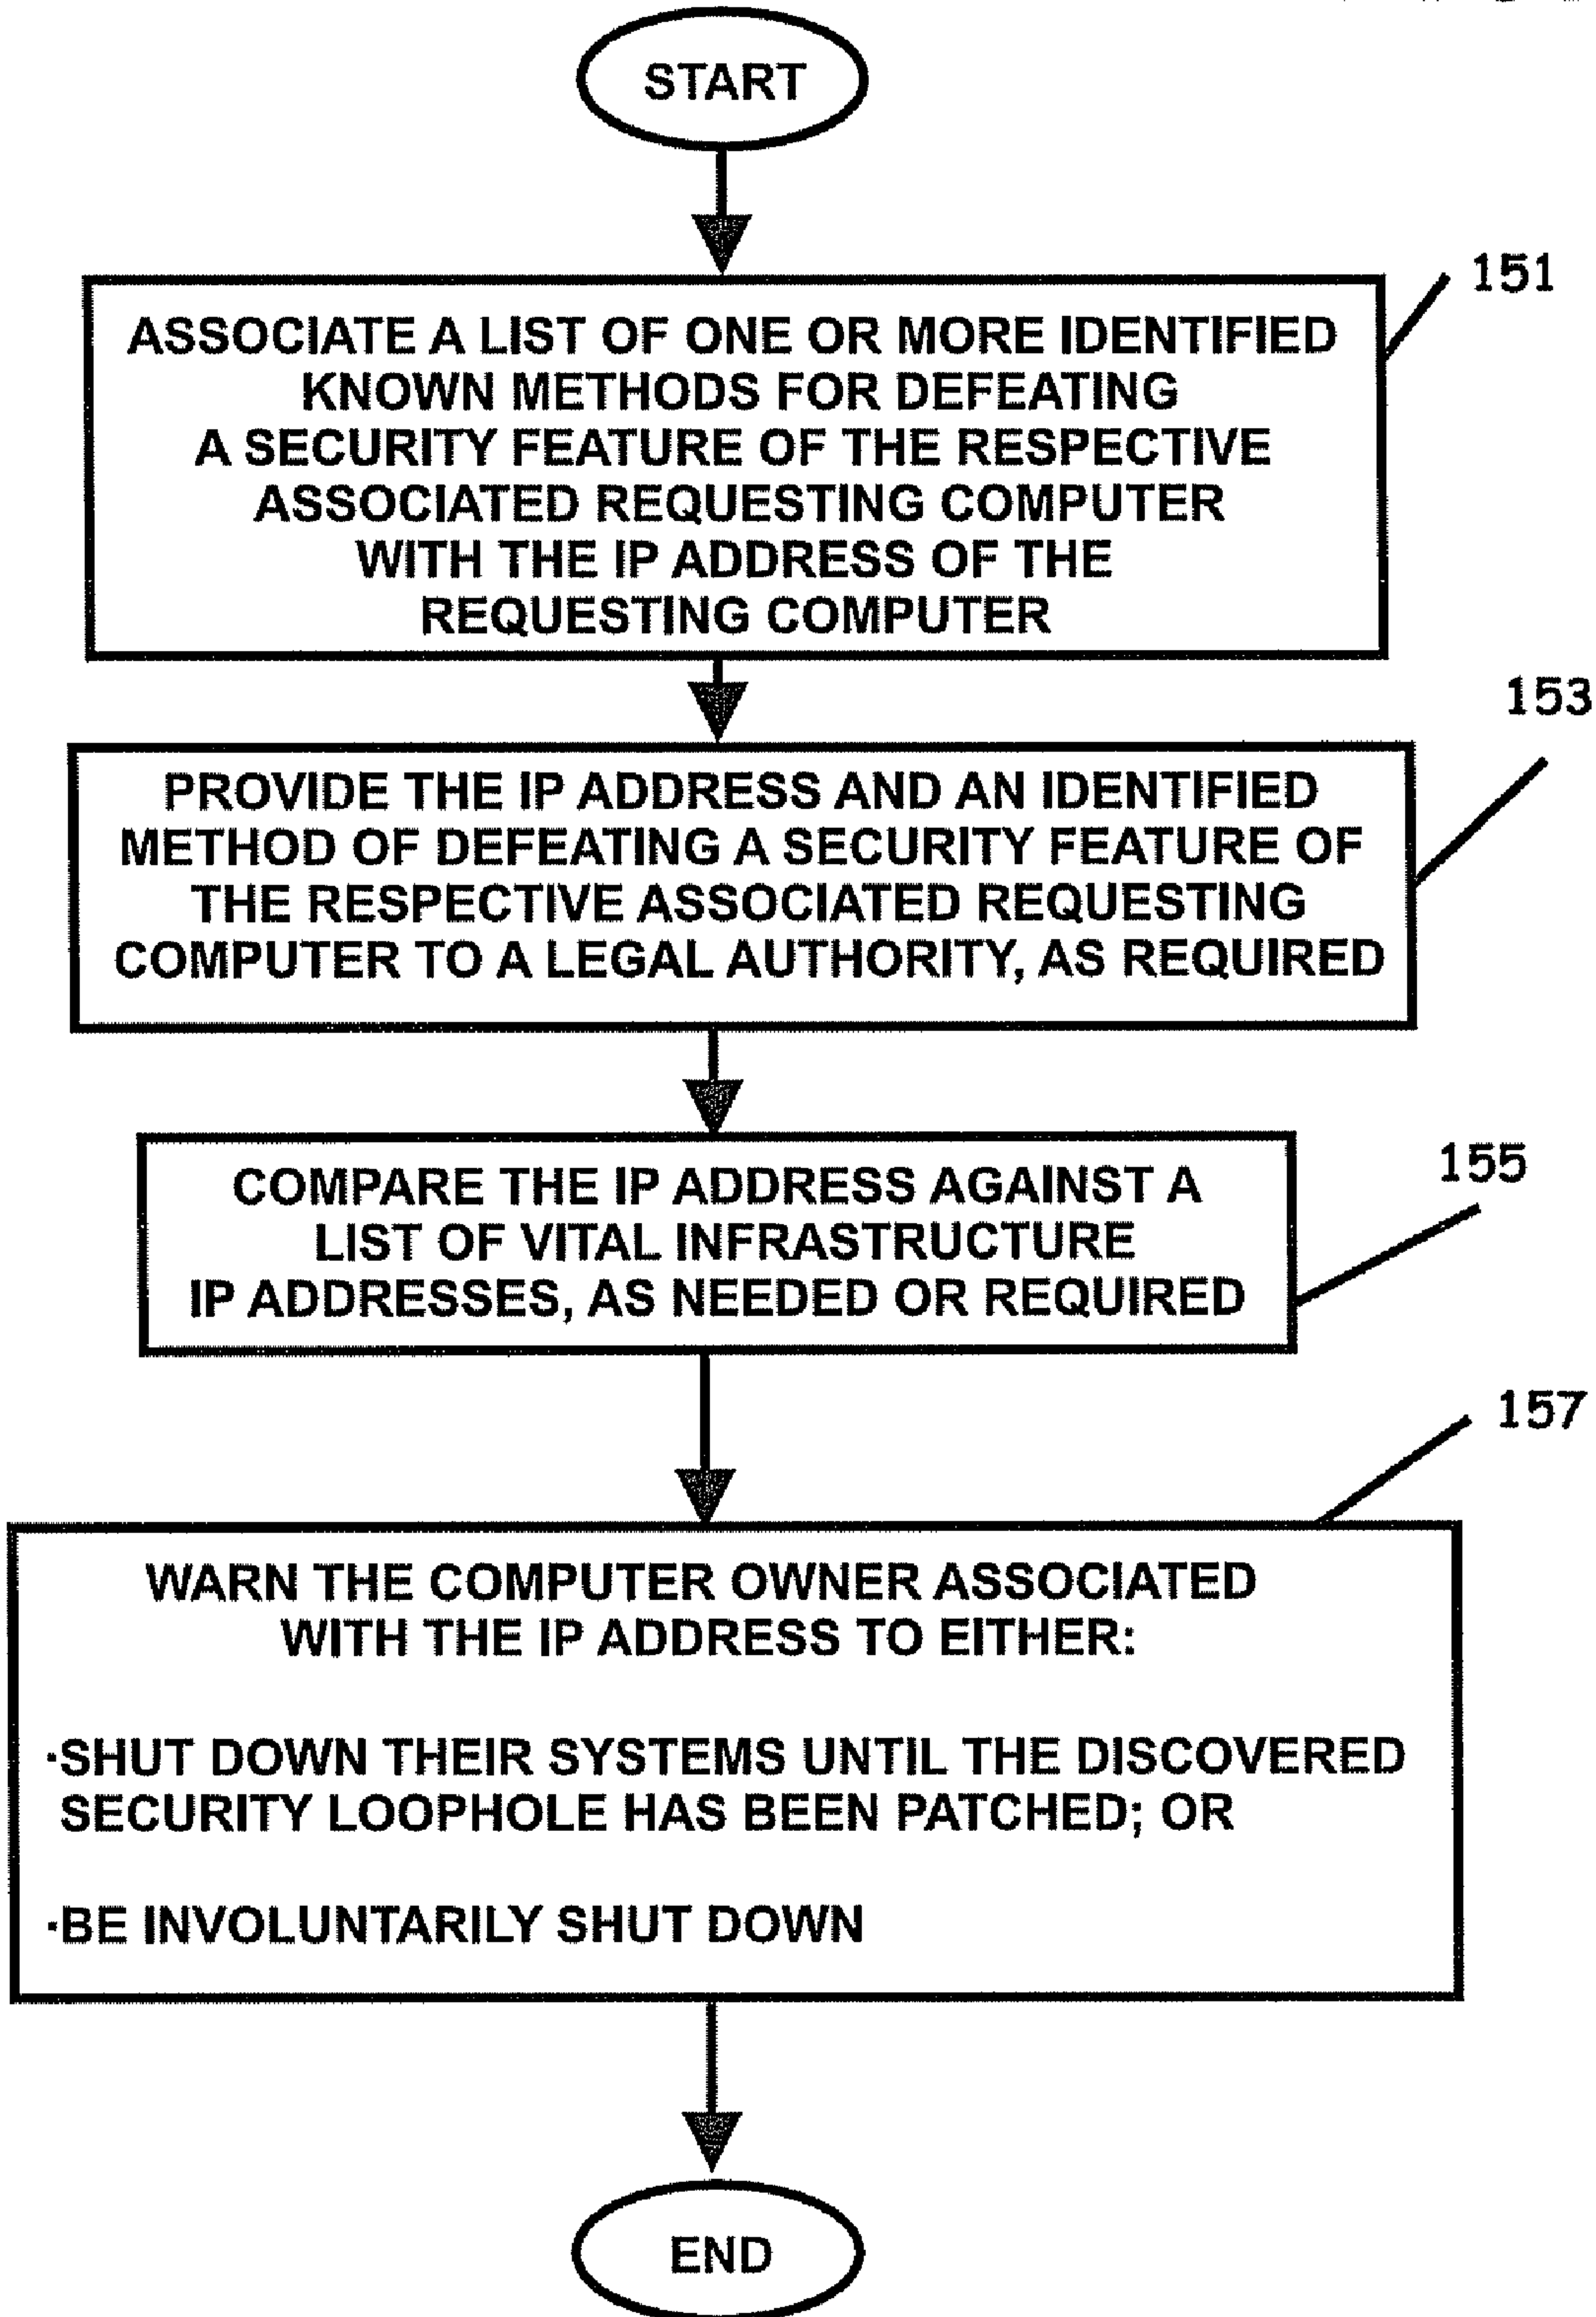 START
151
ASSOCIATE A LIST OF ONE OR MORE IDENTIFIED
KNOWN METHODS FOR DEFEATING
A SECURITY FEATURE OF THE RESPECTIVE
ASSOCIATED REQUESTING COMPUTER
WITH THE IP ADDRESS OF THE
REQUESTING COMPUTER
153
PROVIDE THE IP ADDRESS AND AN IDENTIFIED
METHOD OF DEFEATING A SECURITY FEATURE OF
THE RESPECTIVE ASSOCIATED REQUESTING
COMPUTER TO A LEGAL AUTHORITY, AS REQUIRED
155
COMPARE THE IP ADDRESS AGAINST A
LIST OF VITAL INFRASTRUCTURE
IP ADDRESSES, AS NEEDED OR REQUIRED
157
WARN THE COMPUTER OWNER ASSOCIATED
WITH THE IP ADDRESS TO EITHER:
·SHUT DOWN THEIR SYSTEMS UNTIL THE DISCOVERED
SECURITY LOOPHOLE HAS BEEN PATCHED; OR
·BE INVOLUNTARILY SHUT DOWN
END